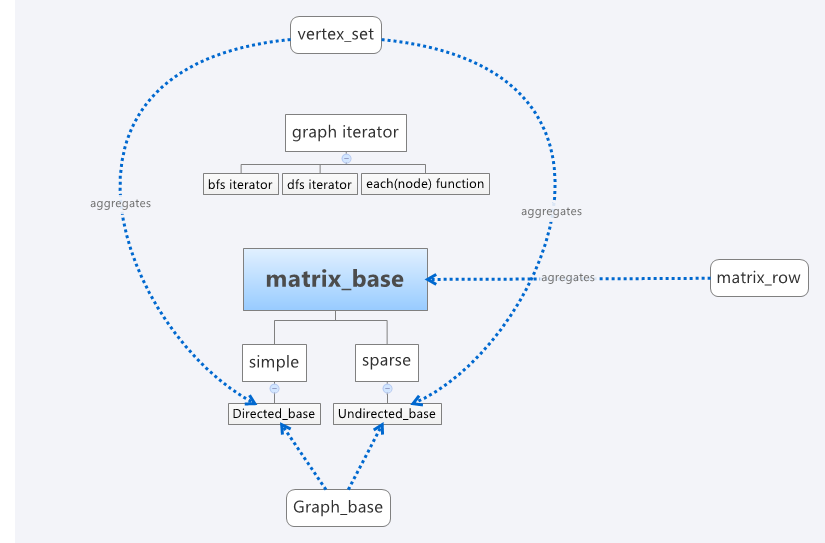 vertex_set
graph iterator
bfs iterator
dfs iterator
each(node) function
aggregates
aggregates
matrix_base
agregates
matrix_row
simple
sparse
Directed_base
Undirected_base
Graph_base